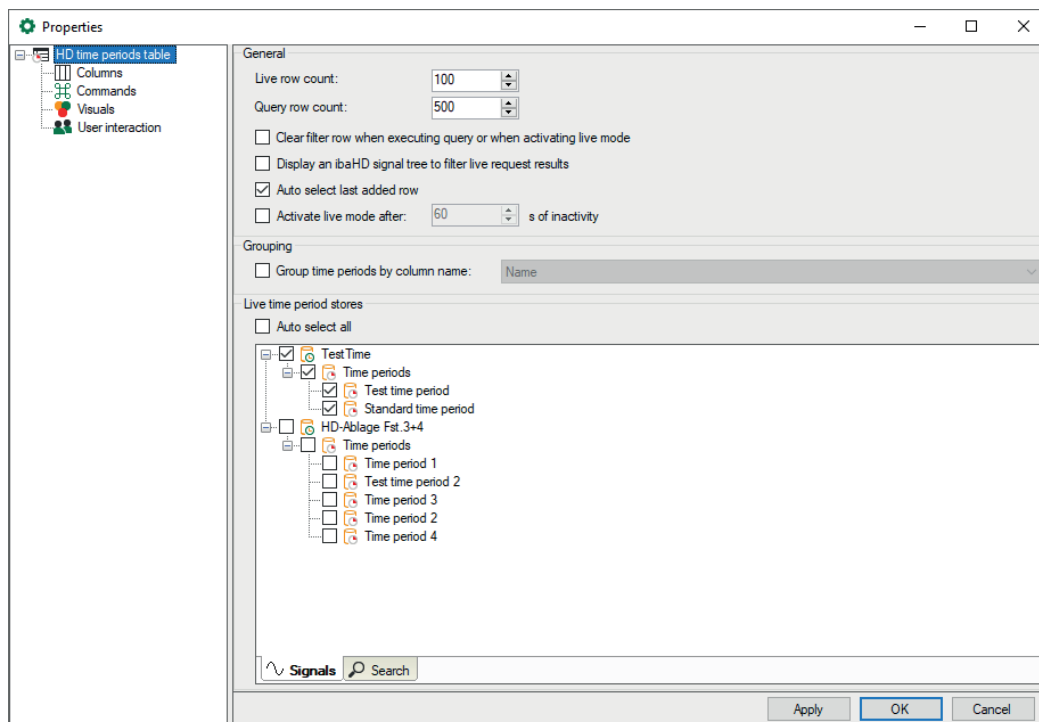 Properties
HD time periods table
Columns
Commands
Visuals
User interaction
General
Live row count: 100
Query row count: 500
Clear filter row when executing query or when activating live mode
Display an ibaHD signal tree to filter live request results
Auto select last added row
Activate live mode after: 60 s of inactivity
Grouping
Group time periods by column name: Name
Live time period stores
Auto select all
TestTime
Time periods
Test time period
Standard time period
HD-Ablage Fst.3+4
Time periods
Time period 1
Test time period 2
Time period 3
Time period 2
Time period 4
Signals Search
Apply OK Cancel